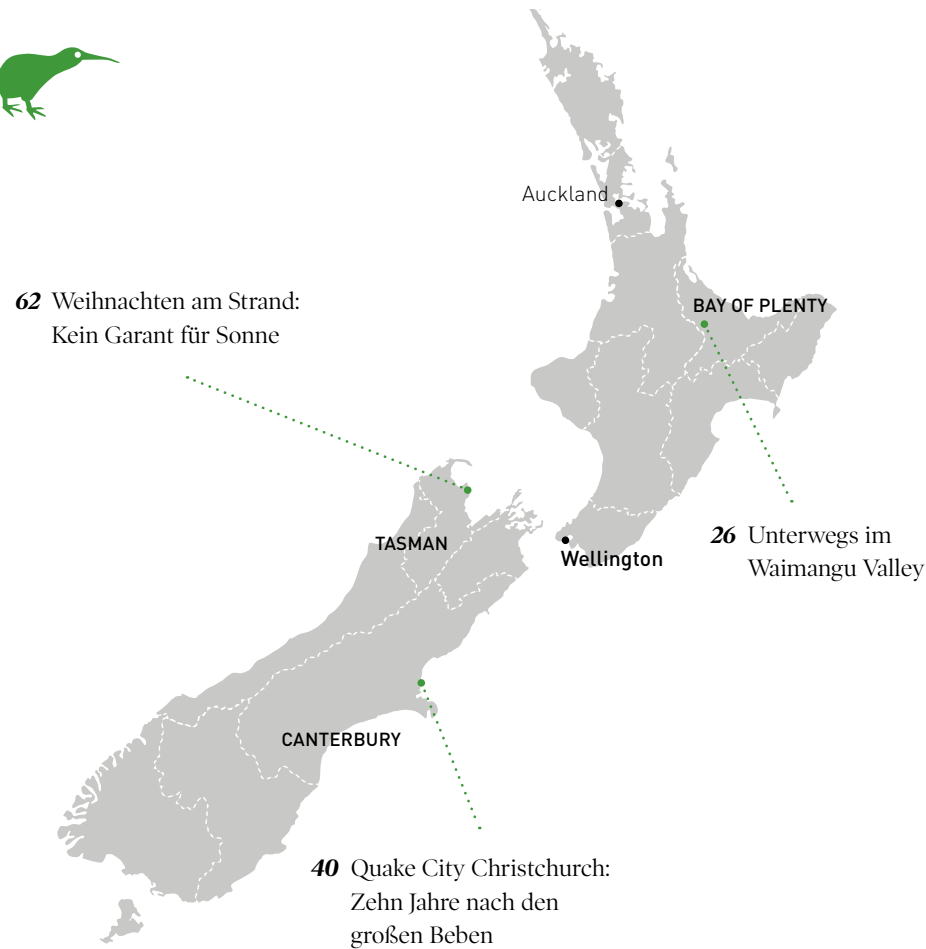 Auckland
62 Weihnachten am Strand:
Kein Garant für Sonne
BAY OF PLENTY
TASMAN
Wellington
26 Unterwegs im
Waimangu Valley
CANTERBURY
40 Quake City Christchurch:
Zehn Jahre nach den
großen Beben